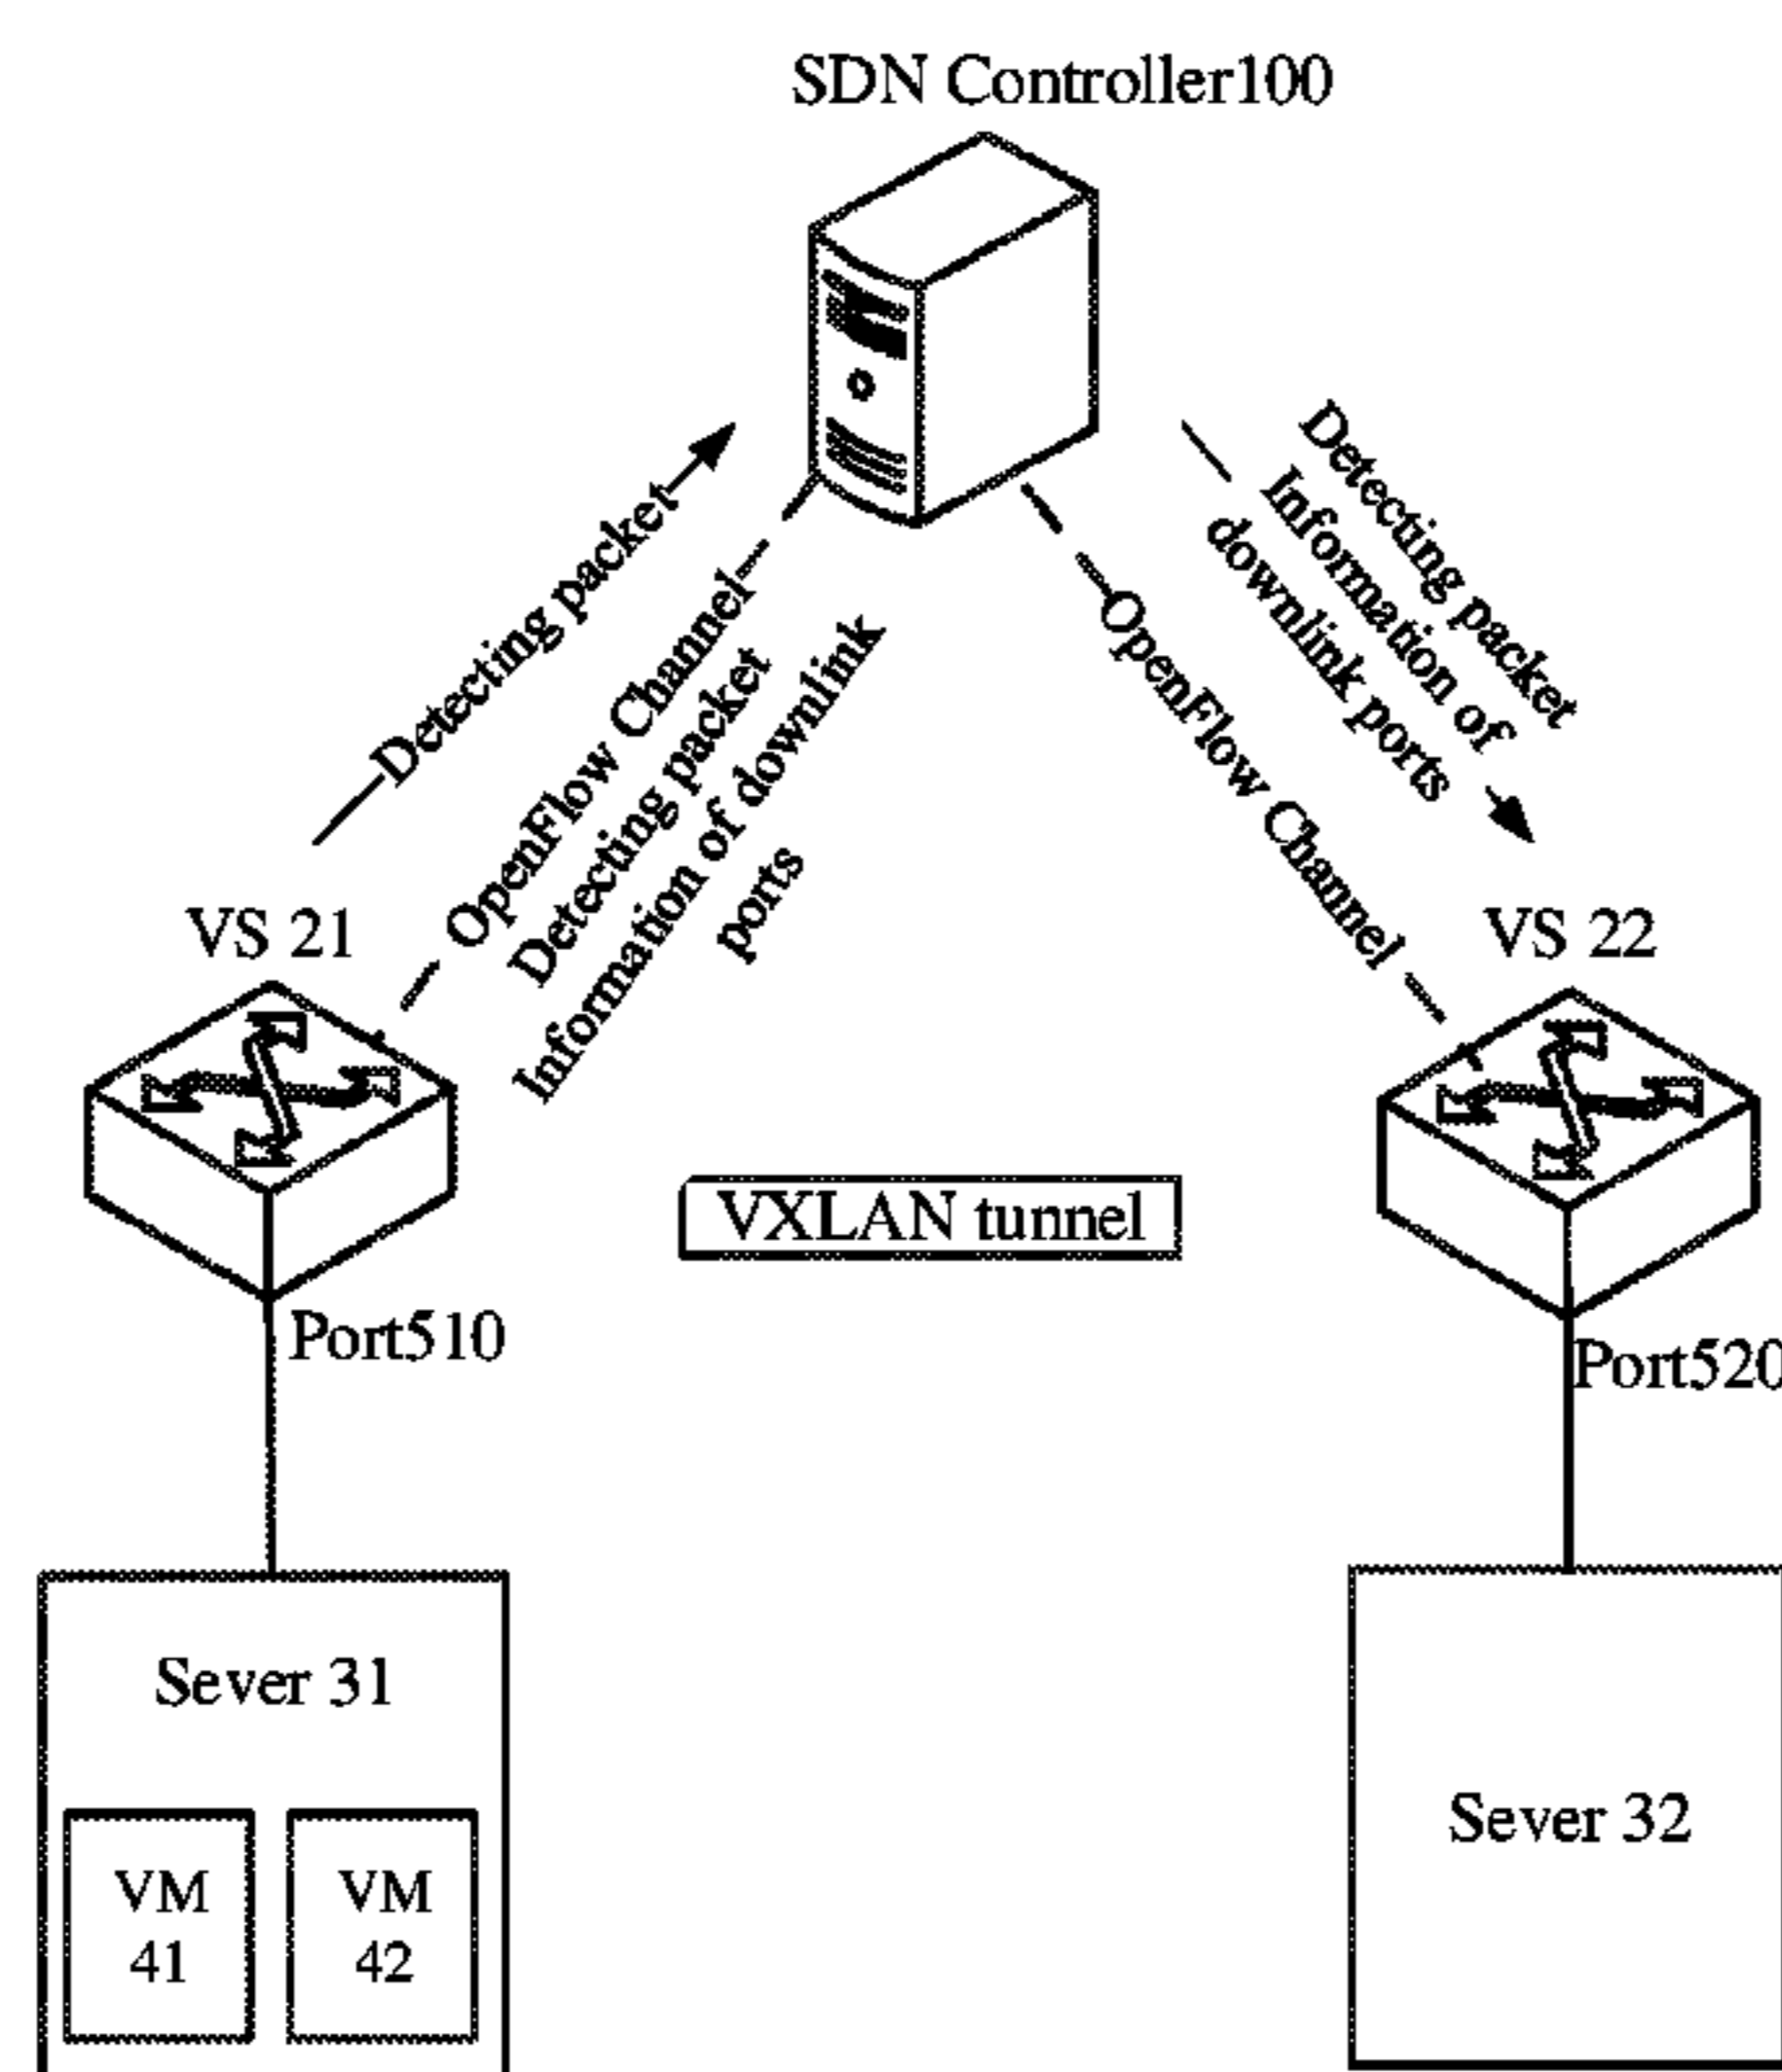 SDN Controller100
Detecting packet
OpenFlow Channel
Detecting packet
Information of downlink
ports
Detecting packet
Information of
downlink ports
OpenFlow Channel
VS 21
VS 22
VXLAN tunnel
Port510
Port520
Sever 31
VM
41
VM
42
Sever 32